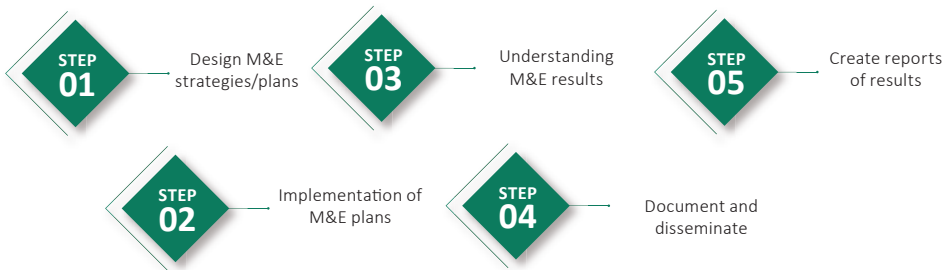 STEP
01
Design M&E
strategies/plans
STEP
02
Implementation of
M&E plans
STEP
03
Understanding
M&E results
STEP
04
Document and
disseminate
STEP
05
Create reports
of results